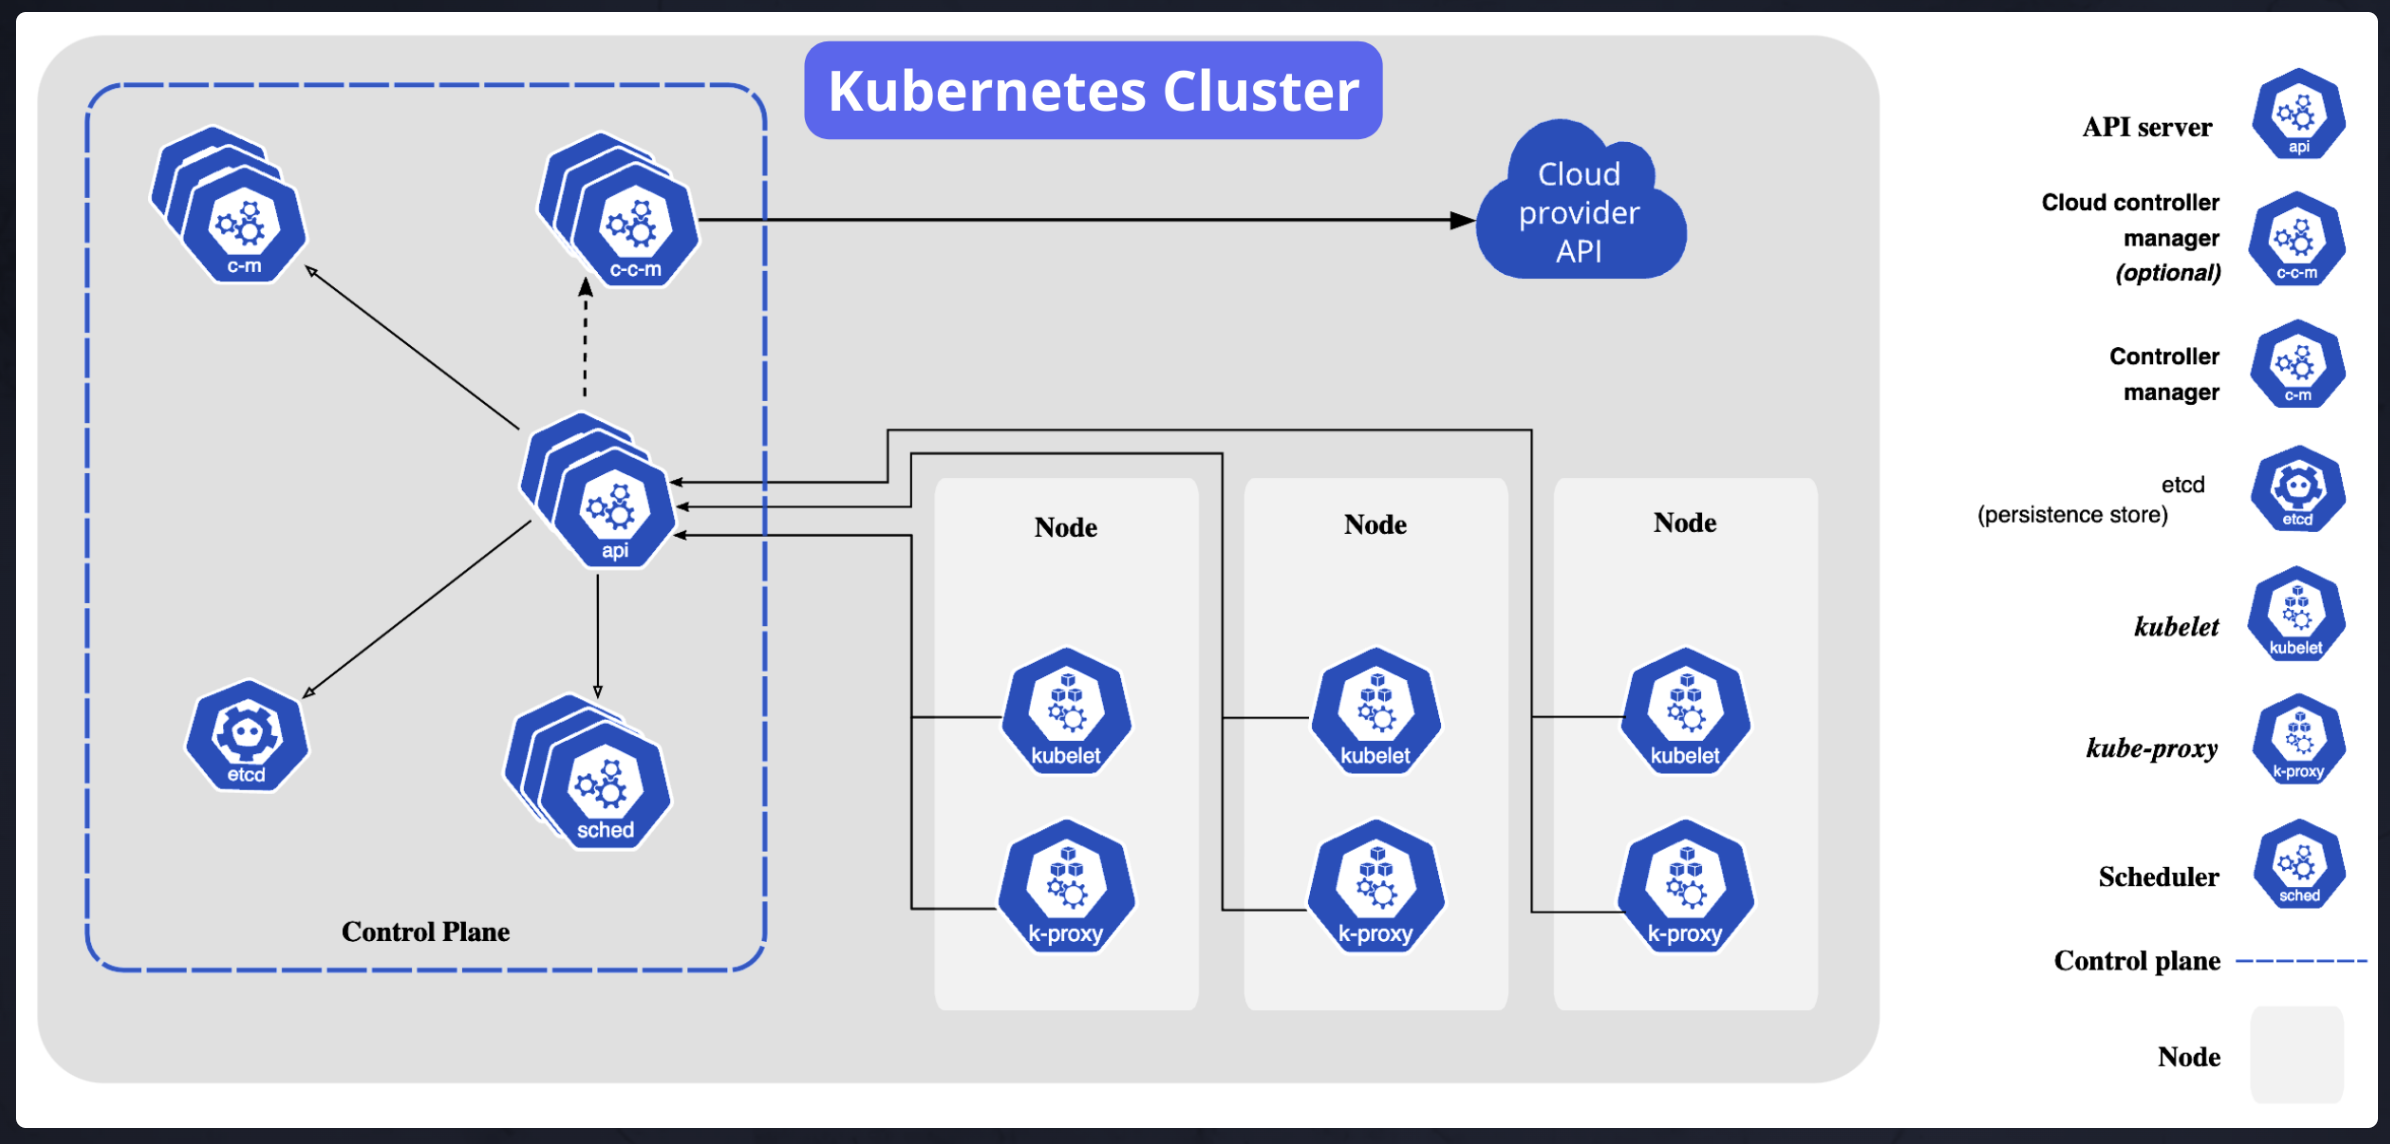 Kubernetes Cluster
c-m
c-c-m
Cloud
provider
API
api
etcd
sched
Control Plane
Node
kubelet
k-proxy
Node
kubelet
k-proxy
Node
kubelet
k-proxy
API server
api
Cloud controller
manager
(optional)
c-c-m
Controller
manager
c-m
etcd
(persistence store)
etcd
kubelet
kubelet
kube-proxy
k-proxy
Scheduler
sched
Control plane
Node